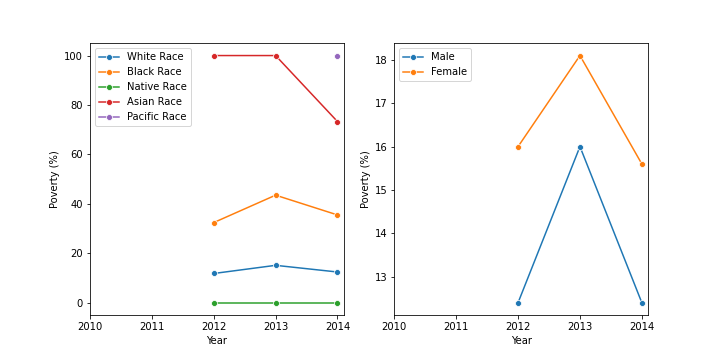 White Race
Black Race
Native Race
Asian Race
Pacific Race
100
80
60
40
20
0
Poverty (%)
2010 2011 2012 2013 2014
Year
Male
Female
18
17
16
15
14
13
Poverty (%)
2010 2011 2012 2013 2014
Year